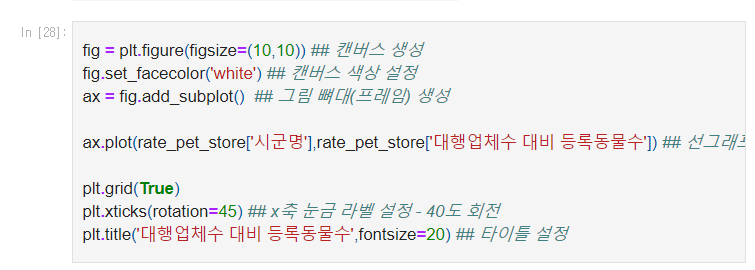 In [28]:
fig = plt.figure(figsize=(10,10)) ## 캔버스 생성
fig.set_facecolor('white') ## 캔버스 색상 설정
ax = fig.add_subplot() ## 그림 뼈대(프레임) 생성
ax.plot(rate_pet_store['시군명'],rate_pet_store['대행업체수 대비 등록동물수']) ## 선그래프
plt.grid(True)
plt.xticks(rotation=45) ## x축 눈금 라벨 설정 - 40도 회전
plt.title('대행업체수 대비 등록동물수',fontsize=20) ## 타이틀 설정